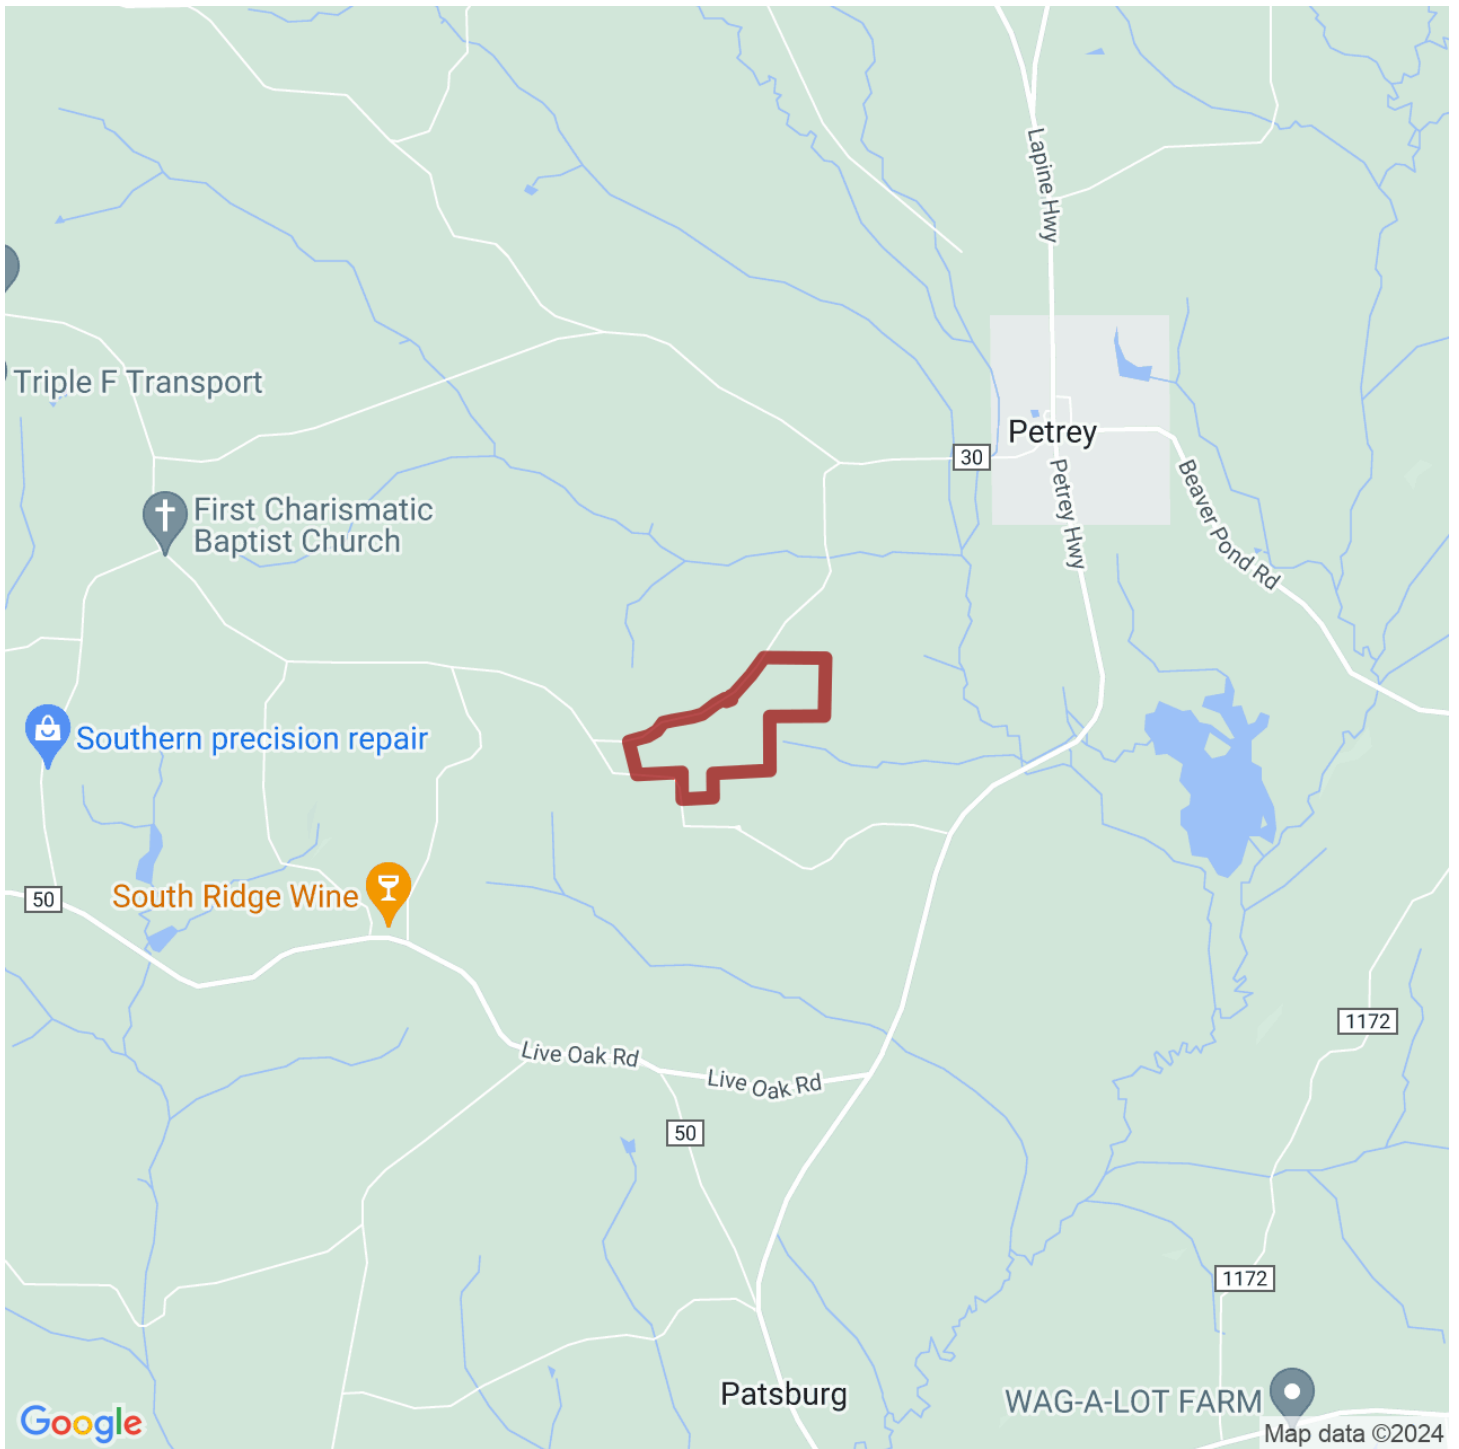 Lapine Hwy
Triple F Transport
Petrey
30
Petrey Hwy
Beaver Pond Rd
First Charismatic
Baptist Church
Southern precision repair
South Ridge Wine
50
1172
Live Oak Rd
Live Oak Rd
50
1172
Patsburg
WAG-A-LOT FARM
Google
Map data ©2024